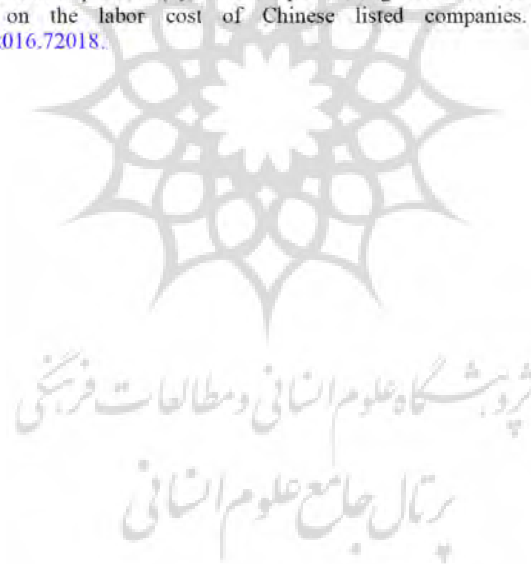 on the labor cost of Chinese listed companies.
016.72018.
پژوهشگاه علوم انسانی و مطالعات فرهنگی
پرتال جامع علوم انسانی